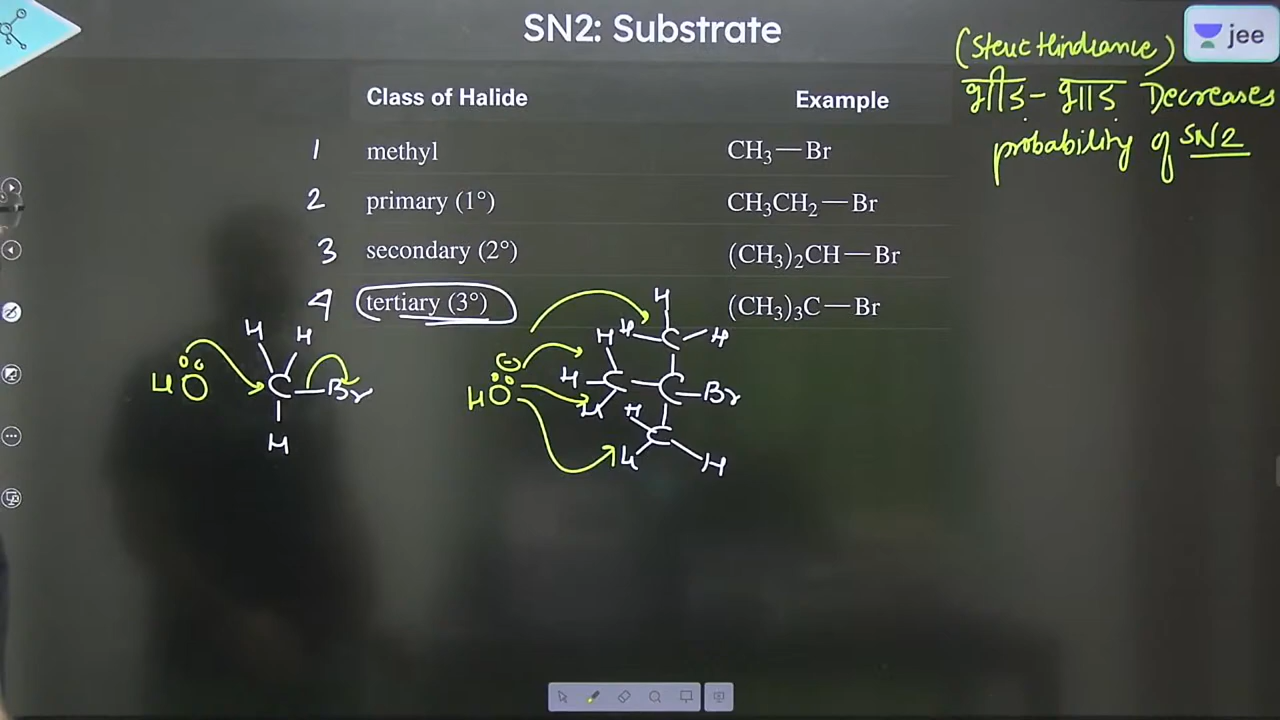 SN2: Substrate
jee
(Steric Hindrance)
भीड़-भाड़ Decreases
probability of SN2
Class of Halide Example
1 methyl CH₃—Br
2 primary (1°) CH₃CH₂—Br
3 secondary (2°) (CH₃)₂CH—Br
4 tertiary (3°) (CH₃)₃C—Br
H H
HO C Br
H
H
H H C H
H C C Br
HO H H
C
H H